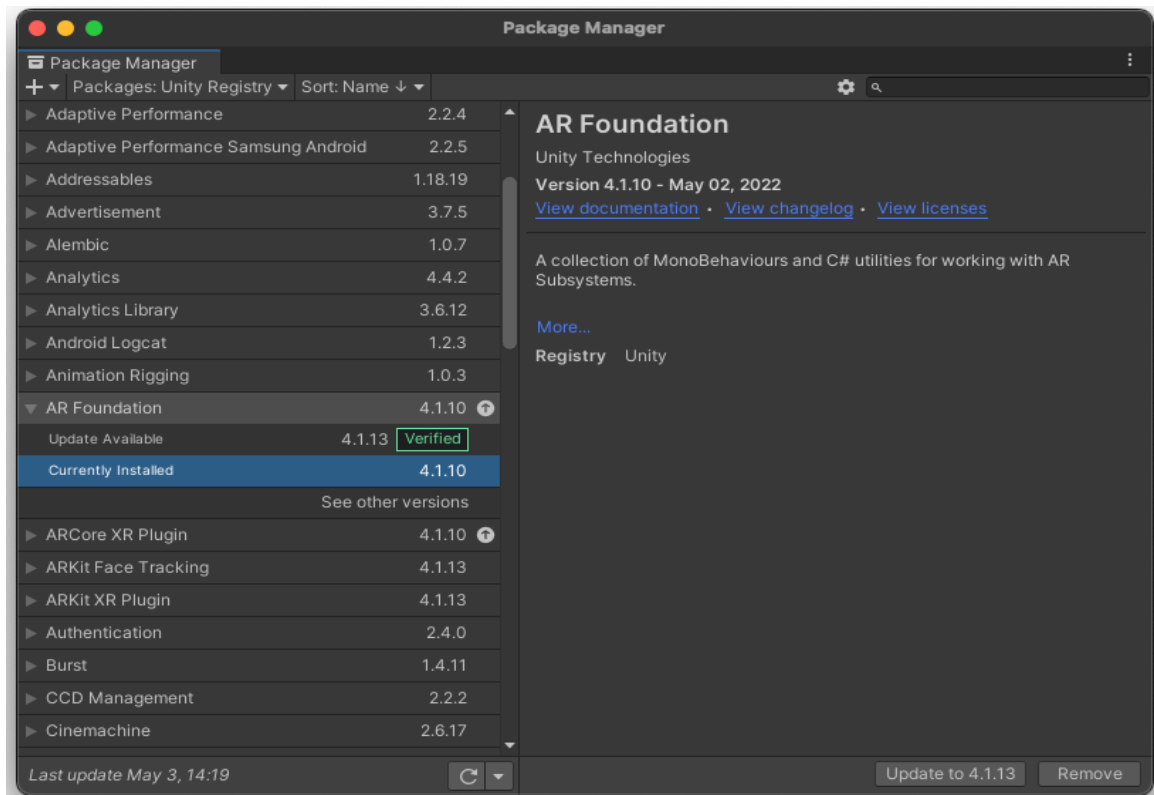 Package Manager
Package Manager
Packages: Unity Registry Sort: Name ↓
Adaptive Performance 2.2.4
Adaptive Performance Samsung Android 2.2.5
Addressables 1.18.19
Advertisement 3.7.5
Alembic 1.0.7
Analytics 4.4.2
Analytics Library 3.6.12
Android Logcat 1.2.3
Animation Rigging 1.0.3
AR Foundation 4.1.10
Update Available 4.1.13 Verified
Currently Installed 4.1.10
See other versions
ARCore XR Plugin 4.1.10
ARKit Face Tracking 4.1.13
ARKit XR Plugin 4.1.13
Authentication 2.4.0
Burst 1.4.11
CCD Management 2.2.2
Cinemachine 2.6.17
Last update May 3, 14:19
AR Foundation
Unity Technologies
Version 4.1.10 - May 02, 2022
View documentation • View changelog • View licenses
A collection of MonoBehaviours and C# utilities for working with AR
Subsystems.
More...
Registry Unity
Update to 4.1.13 Remove